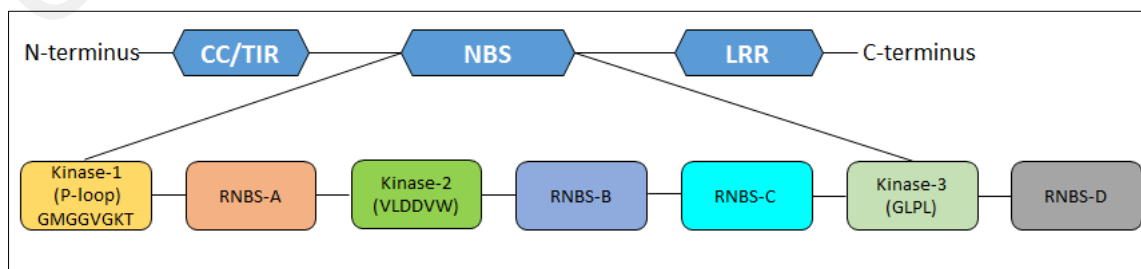 N-terminus CC/TIR NBS LRR C-terminus
Kinase-1
(P-loop)
GMGGVGKT
RNBS-A
Kinase-2
(VLDDVW)
RNBS-B
RNBS-C
Kinase-3
(GLPL)
RNBS-D